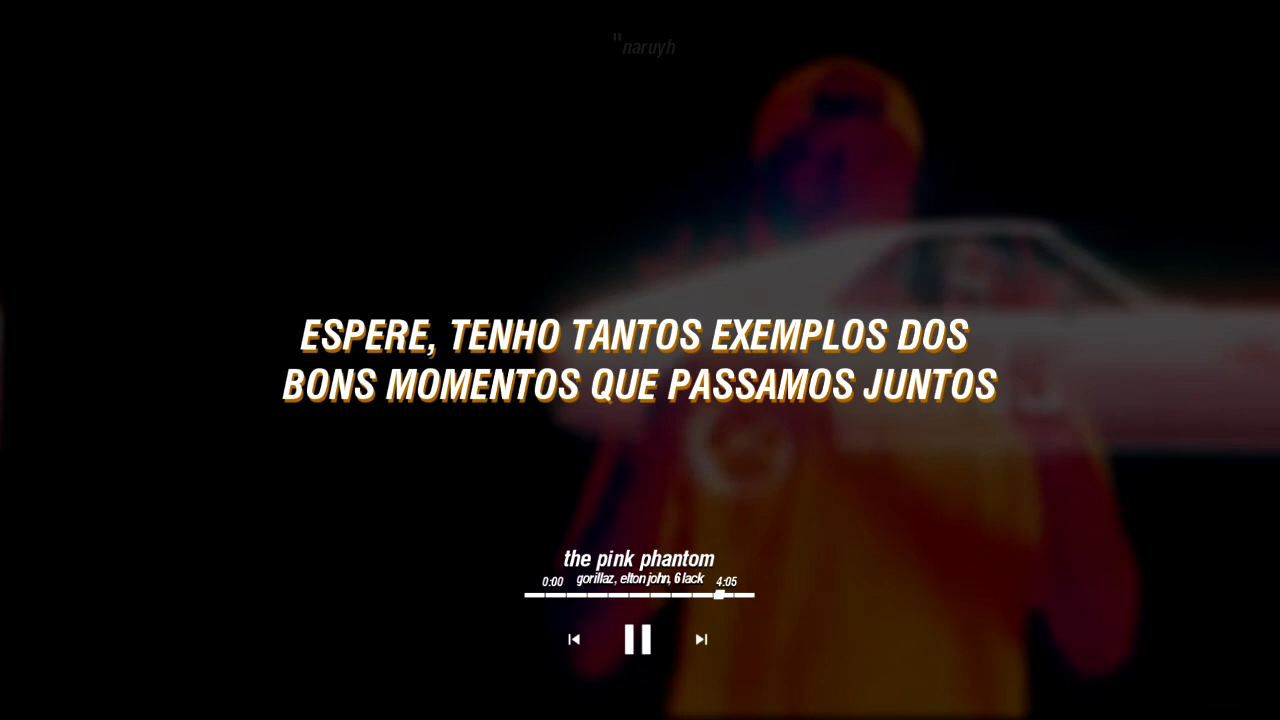 "naruyh
ESPERE, TENHO TANTOS EXEMPLOS DOS
BONS MOMENTOS QUE PASSAMOS JUNTOS
the pink phantom
0:00 gorillaz, elton john, 6lack 4:05